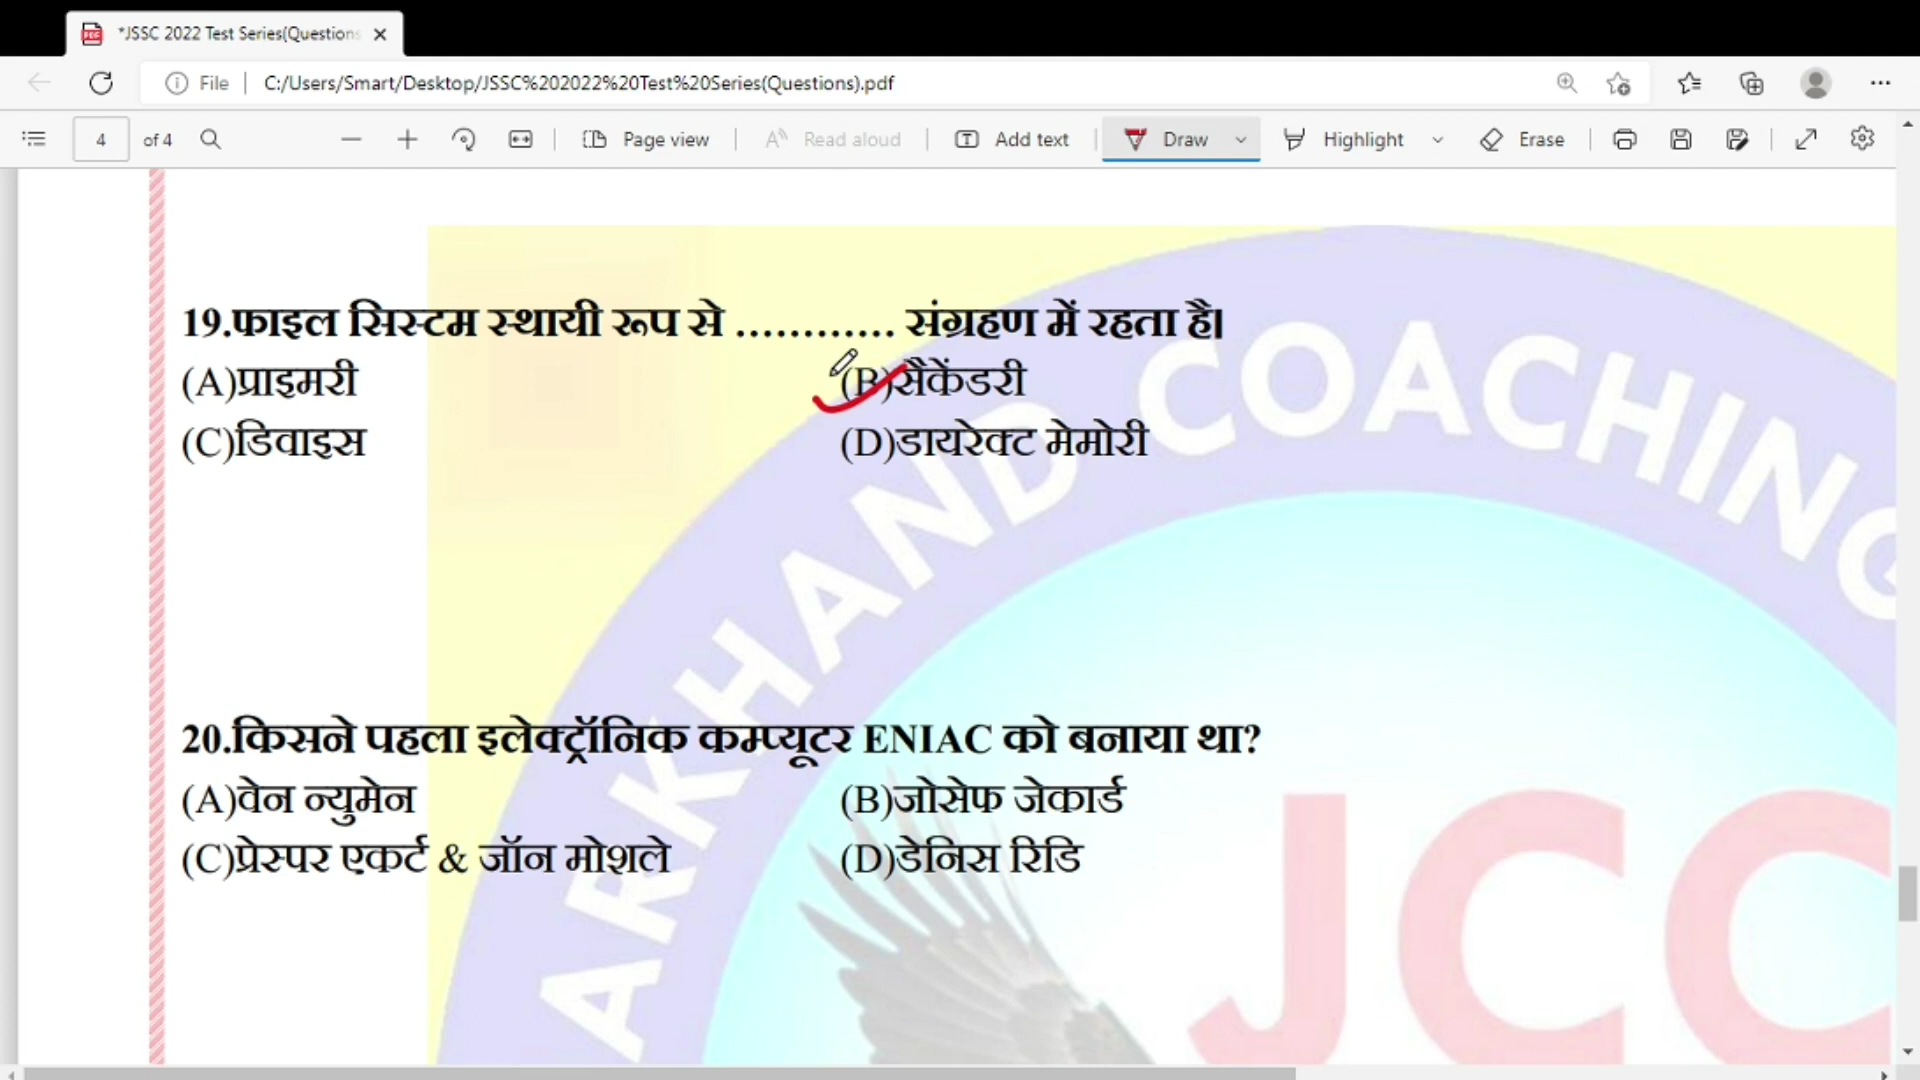 *JSSC 2022 Test Series(Questions
File
C:/Users/Smart/Desktop/JSSC%202022%20Test%20Series(Questions).pdf
4 of 4
Page view
Read aloud
Add text
Draw
Highlight
Erase
19.फाइल सिस्टम स्थायी रूप से ............ संग्रहण में रहता है।
(A)प्राइमरी (B)सैकेंडरी
(C)डिवाइस (D)डायरेक्ट मेमोरी
20.किसने पहला इलेक्ट्रॉनिक कम्प्यूटर ENIAC को बनाया था?
(A)वेन न्युमेन (B)जोसेफ जेकार्ड
(C)प्रेस्पर एकर्ट & जॉन मोशले (D)डेनिस रिडि
ARKHAND COACHING
JCC